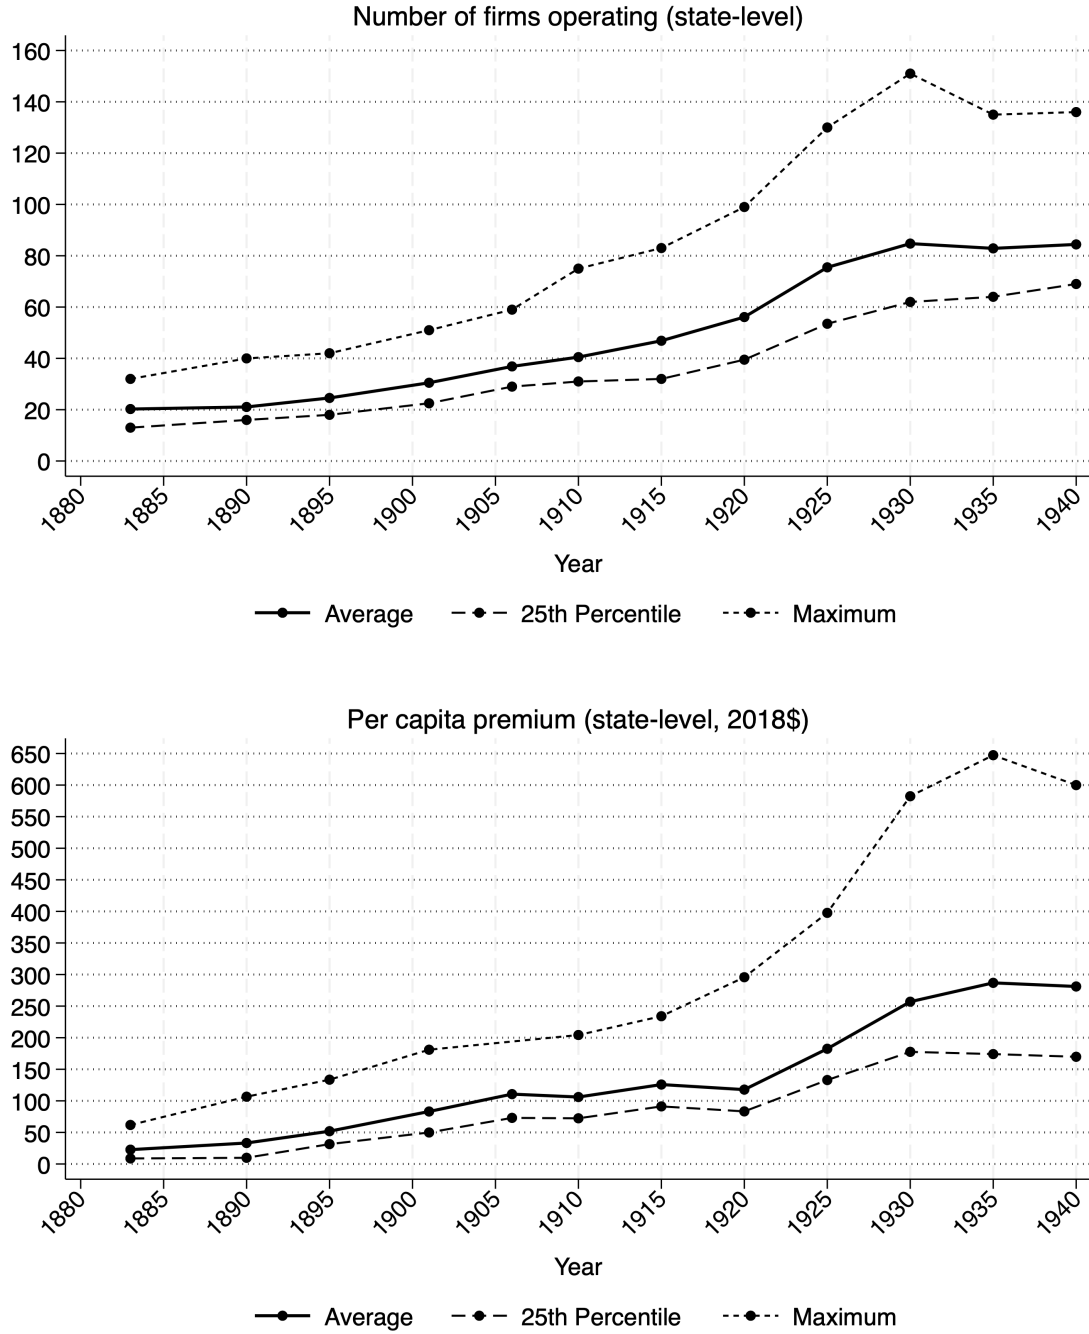 Number of firms operating (state-level)
160
140
120
100
80
60
40
20
0
1880 1885 1890 1895 1900 1905 1910 1915 1920 1925 1930 1935 1940
Year
Average 25th Percentile Maximum
Per capita premium (state-level, 2018$)
650
600
550
500
450
400
350
300
250
200
150
100
50
0
1880 1885 1890 1895 1900 1905 1910 1915 1920 1925 1930 1935 1940
Year
Average 25th Percentile Maximum